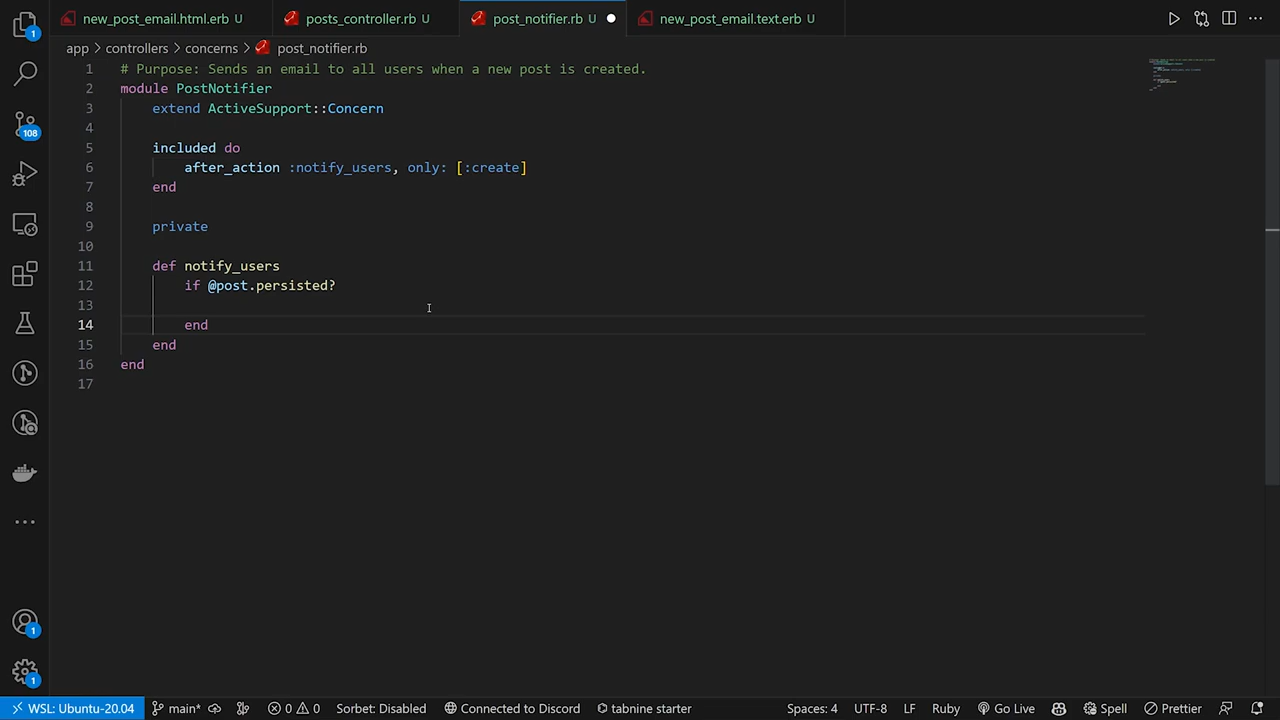 new_post_email.html.erb U
posts_controller.rb U
post_notifier.rb U
new_post_email.text.erb U
app > controllers > concerns > post_notifier.rb
1 # Purpose: Sends an email to all users when a new post is created.
2 module PostNotifier
3 extend ActiveSupport::Concern
4
5 included do
6 after_action :notify_users, only: [:create]
7 end
8
9 private
10
11 def notify_users
12 if @post.persisted?
13
14 end
15 end
16 end
17
1
108
1
1
WSL: Ubuntu-20.04 main* 0 0 Sorbet: Disabled Connected to Discord tabnine starter Spaces: 4 UTF-8 LF Ruby Go Live Spell Prettier